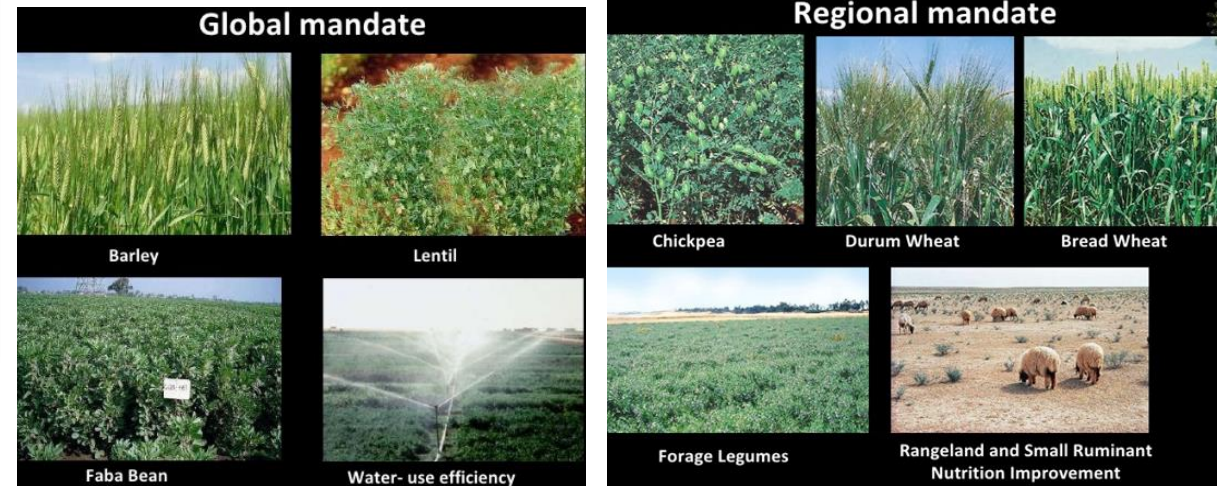 Global mandate
Barley
Lentil
Faba Bean
Water- use efficiency
Regional mandate
Chickpea
Durum Wheat
Bread Wheat
Forage Legumes
Rangeland and Small Ruminant
Nutrition Improvement